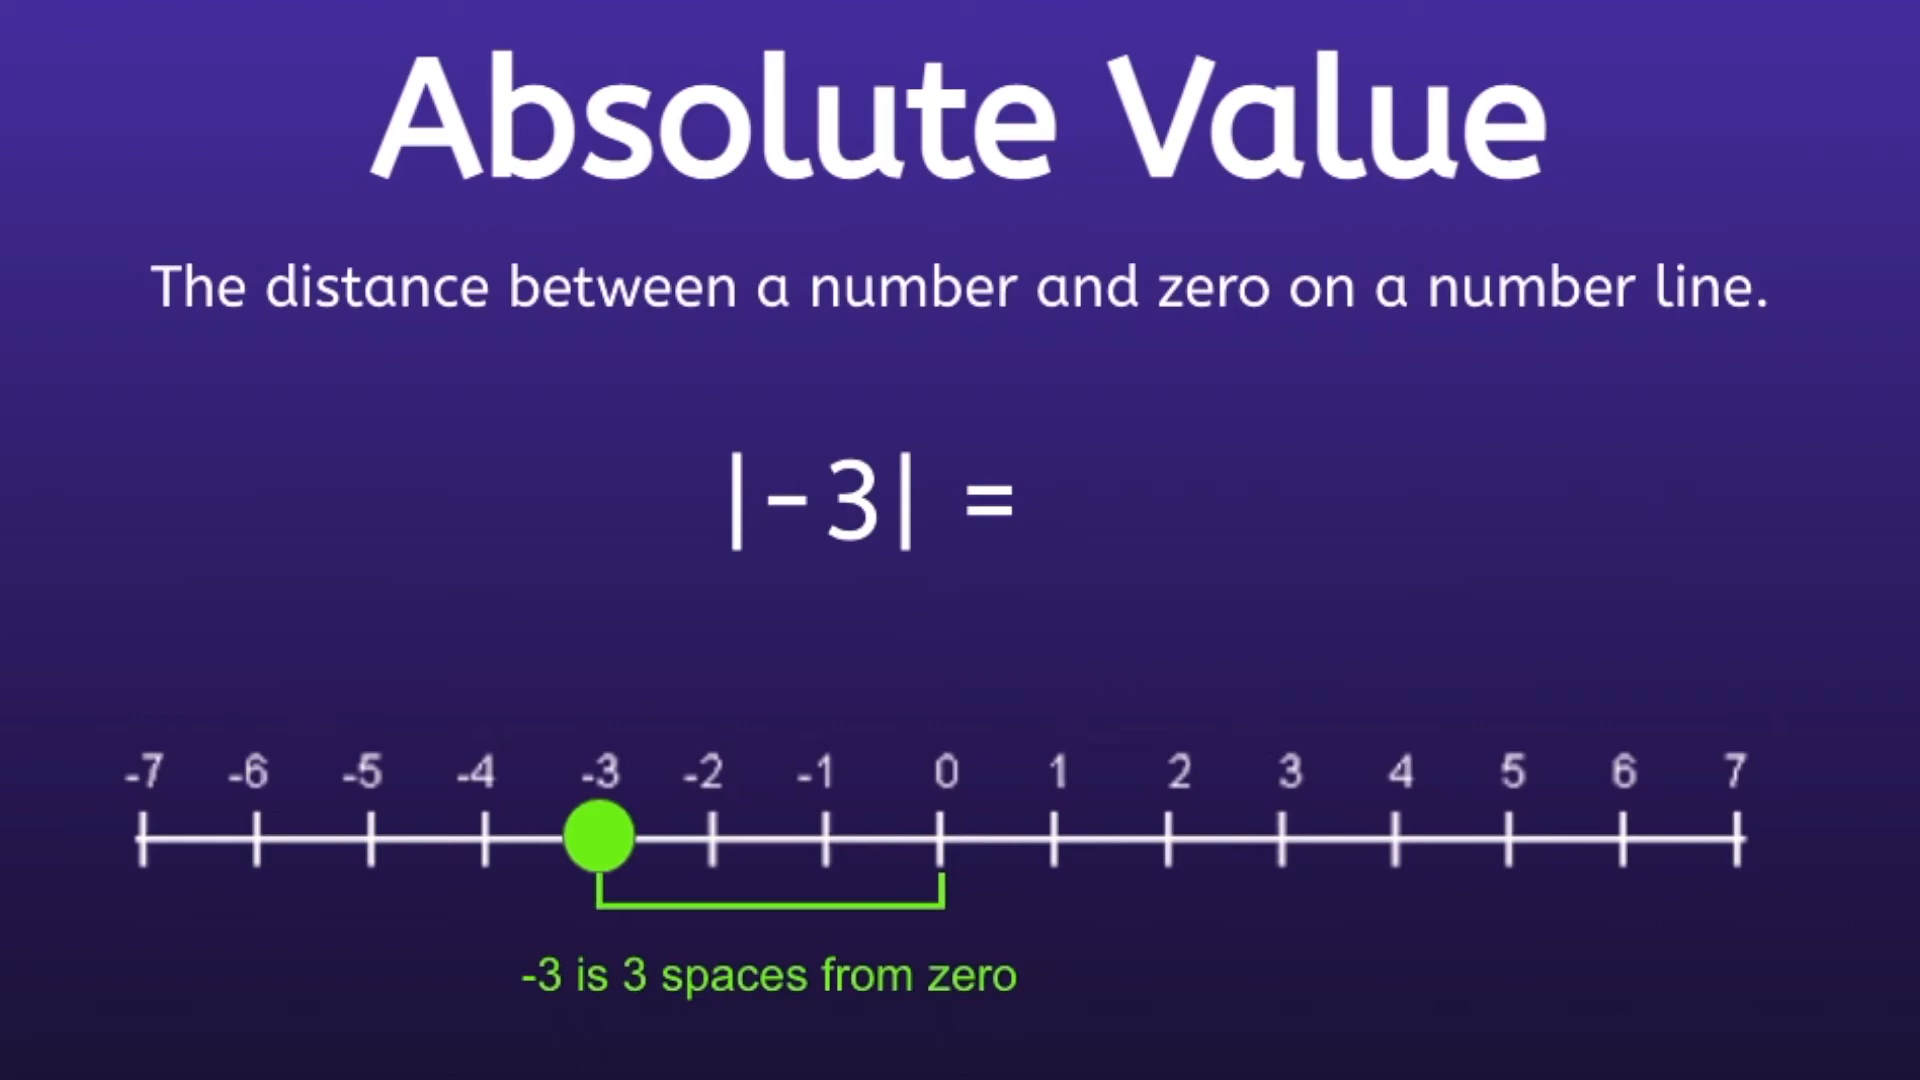 Absolute Value
The distance between a number and zero on a number line.
|-3| =
-7 -6 -5 -4 -3 -2 -1 0 1 2 3 4 5 6 7
-3 is 3 spaces from zero